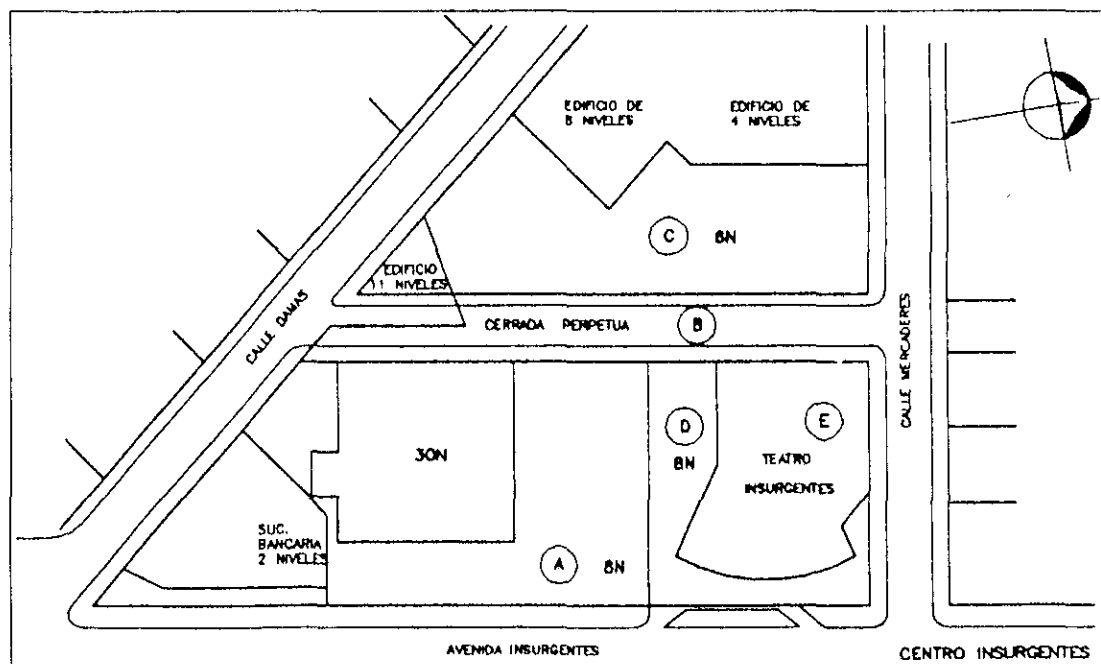 EDIFICIO DE
8 NIVELES
EDIFICIO DE
4 NIVELES
C
8N
EDIFICIO
11 NIVELES
CALLE DAMAS
CERRADA PERPETUA
B
CALLE MERCADERES
30N
D
8N
E
TEATRO
INSURGENTES
SUC.
BANCARIA
2 NIVELES
A
8N
AVENIDA INSURGENTES
CENTRO INSURGENTES